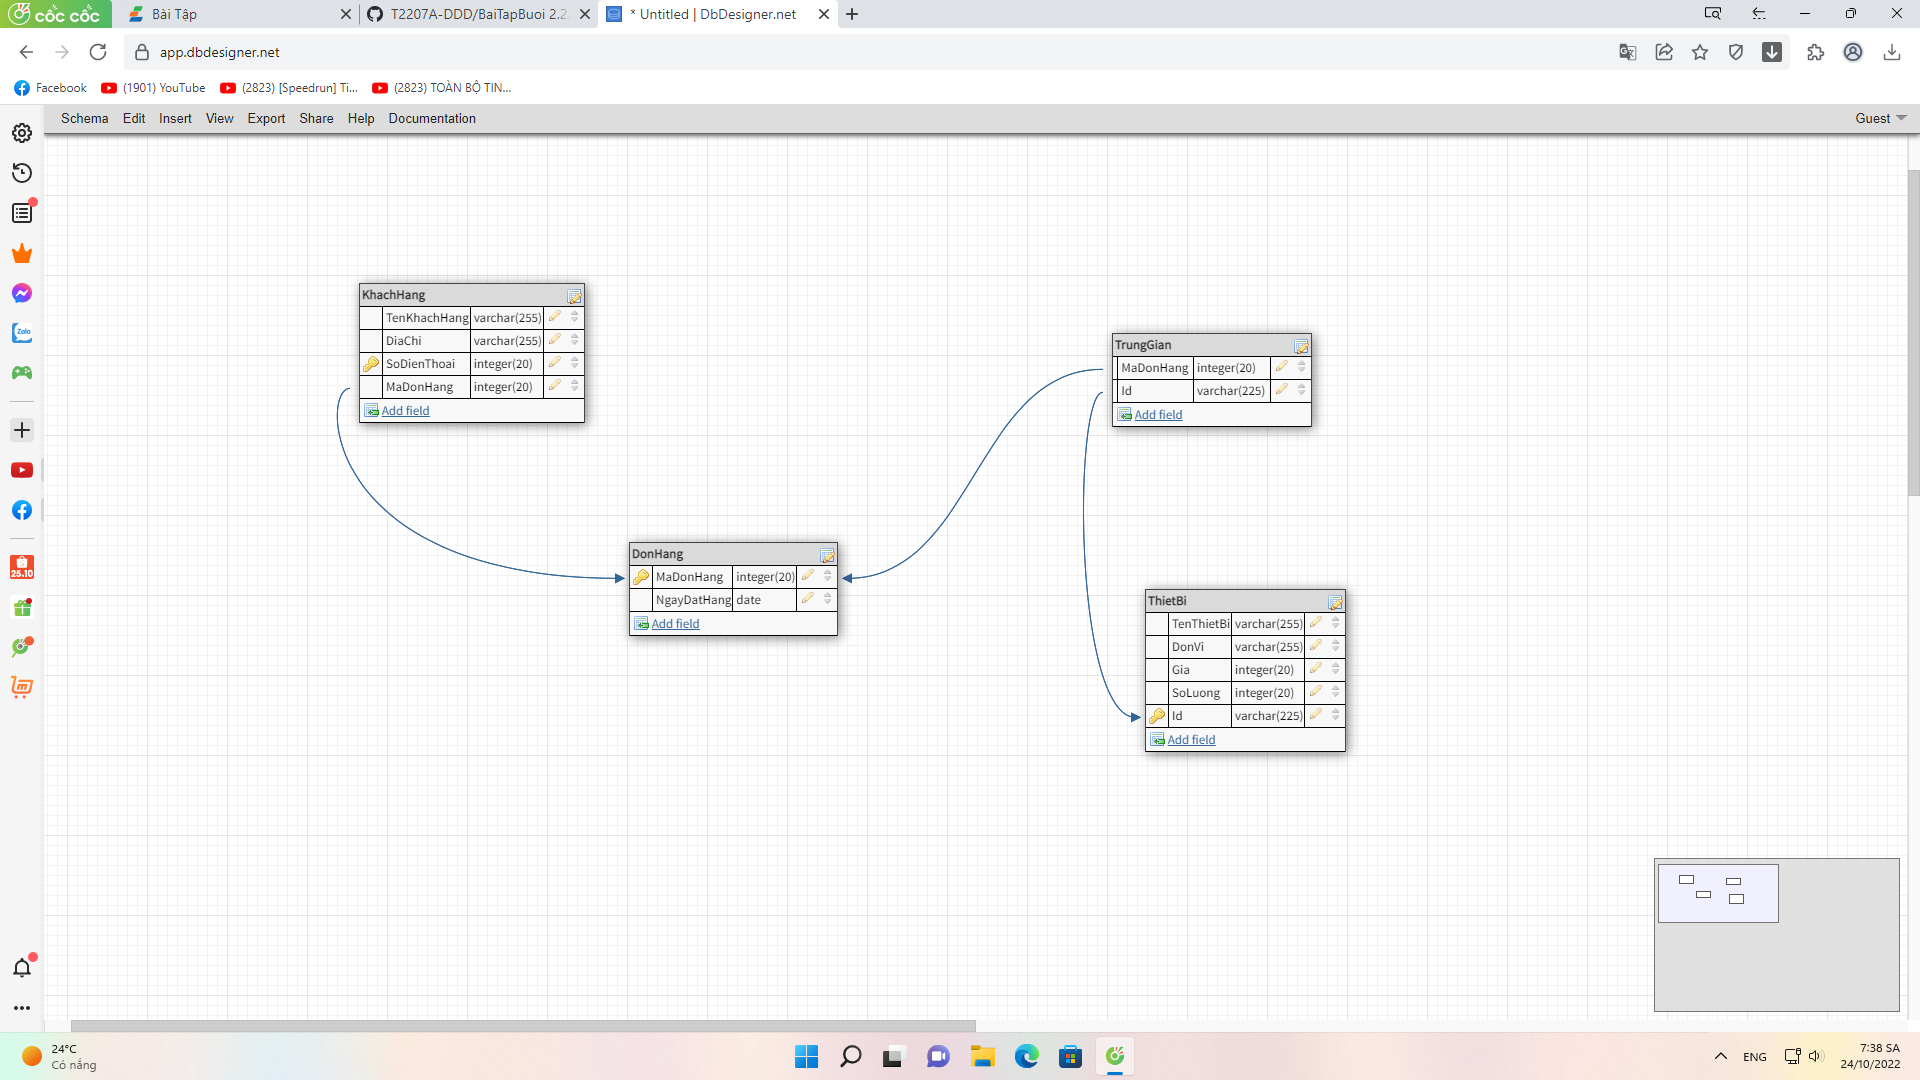 cốc cốc
Bài Tập
T2207A-DDD/BaiTapBuoi 2.2.
* Untitled | DbDesigner.net
app.dbdesigner.net
Facebook
(1901) YouTube
(2823) [Speedrun] Ti...
(2823) TOÀN BỘ TIN...
Schema Edit Insert View Export Share Help Documentation
Guest
KhachHang
TenKhachHang varchar(255)
DiaChi varchar(255)
SoDienThoai integer(20)
MaDonHang integer(20)
Add field
TrungGian
MaDonHang integer(20)
Id varchar(225)
Add field
DonHang
MaDonHang integer(20)
NgayDatHang date
Add field
ThietBi
TenThietBi varchar(255)
DonVi varchar(255)
Gia integer(20)
SoLuong integer(20)
Id varchar(225)
Add field
Zalo
25.10
24°C
Có nắng
ENG
7:38 SA
24/10/2022